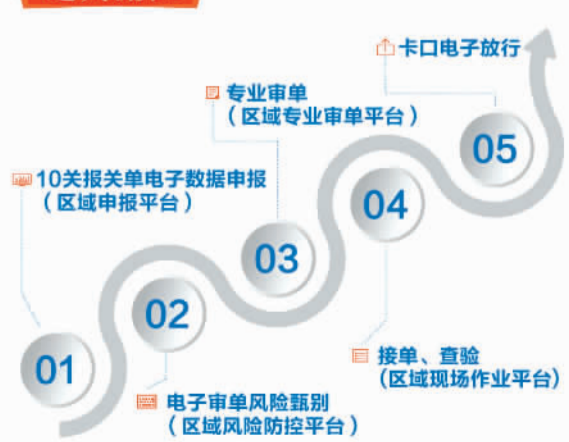 01
10关报关单电子数据申报
（区域申报平台）
02
电子审单风险甄别
（区域风险防控平台）
03
专业审单
（区域专业审单平台）
04
接单、查验
(区域现场作业平台)
05
卡口电子放行